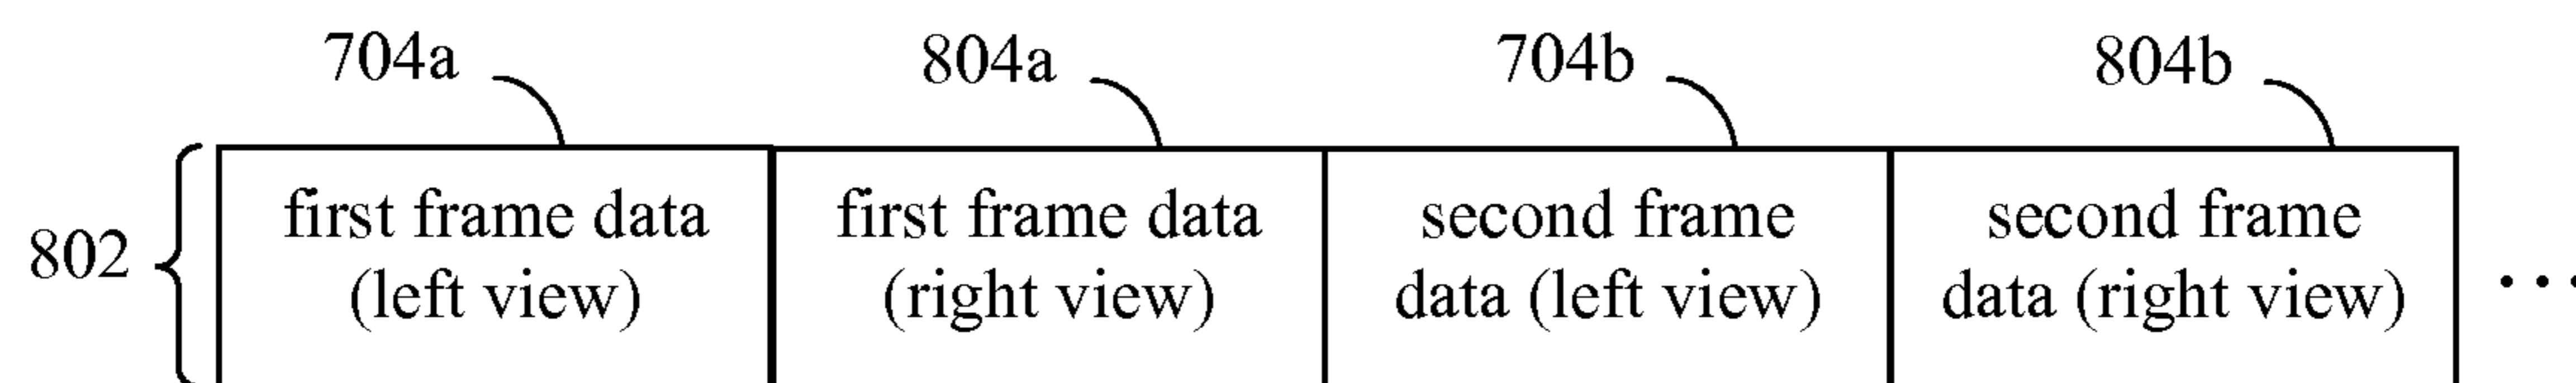 704a 804a 704b 804b
802
first frame data
(left view)
first frame data
(right view)
second frame
data (left view)
second frame
data (right view)
...